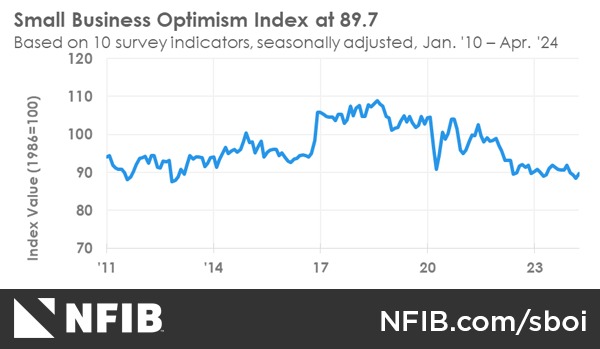 Small Business Optimism Index at 89.7
Based on 10 survey indicators, seasonally adjusted, Jan. '10 – Apr. '24
Index Value (1986=100)
120
110
100
90
80
70
'11 '14 17 20 23
NFIB
NFIB.com/sboi